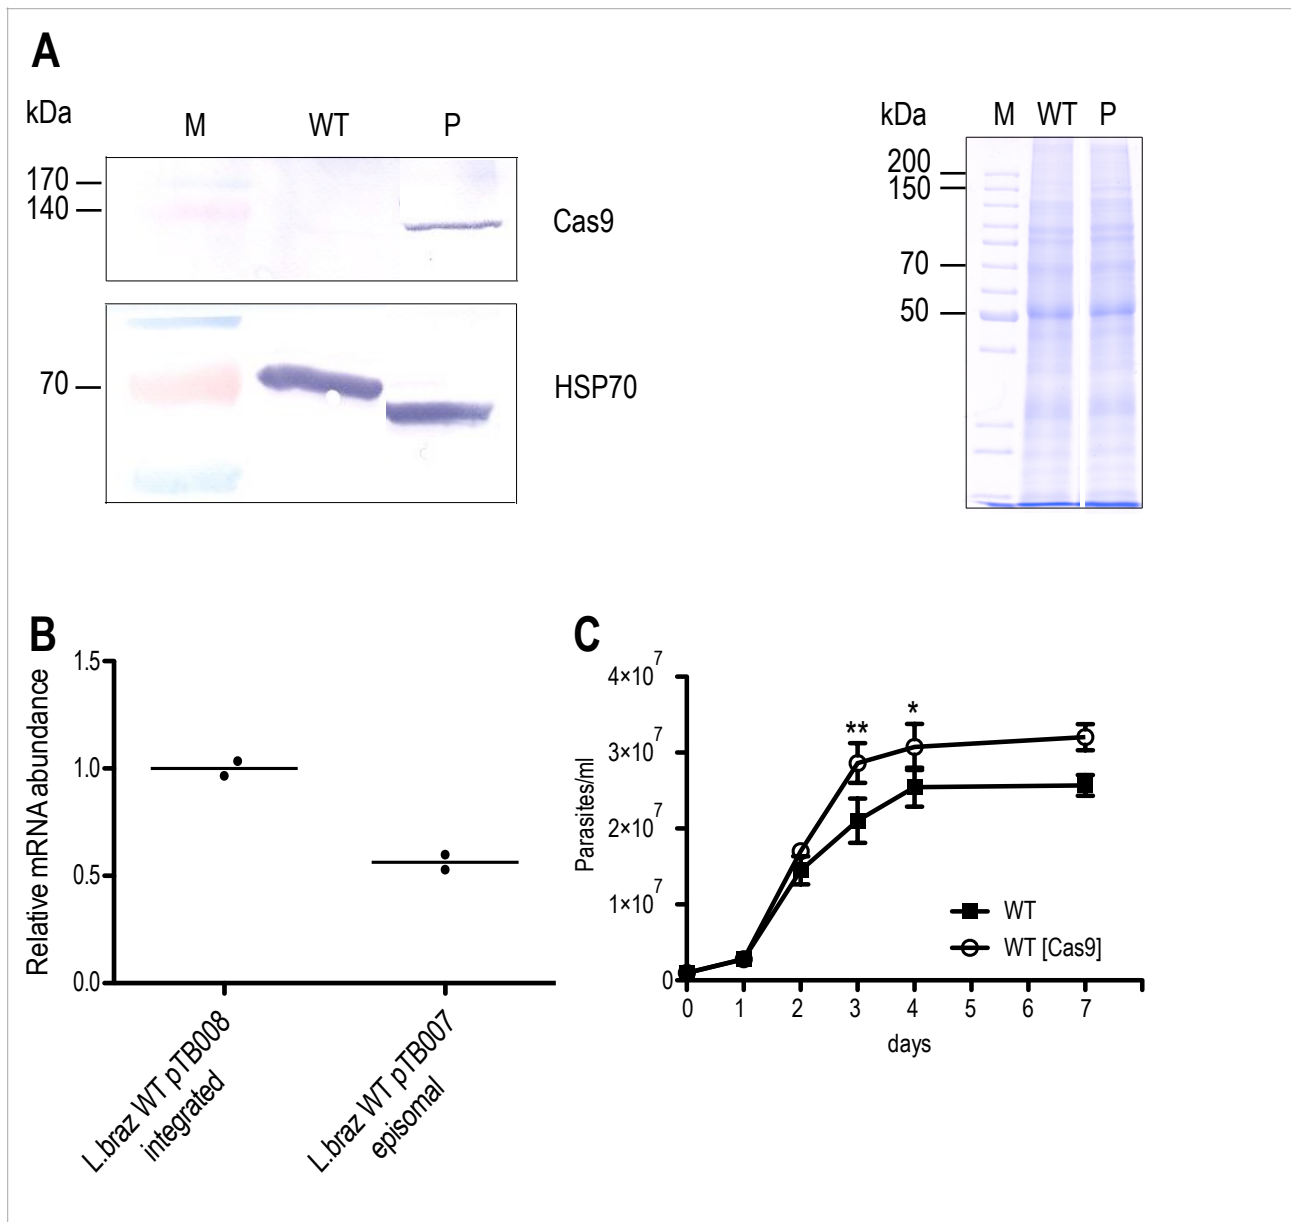 A
kDa
M WT P
170
140
Cas9
70
HSP70
kDa M WT P
200
150
70
50
B
Relative mRNA abundance
1.5
1.0
0.5
0.0
L.braz WT pTB008
integrated
L.braz WT pTB007
episomal
C
Parasites/ml
4×10⁷
3×10⁷
2×10⁷
1×10⁷
0
** *
WT
WT [Cas9]
0 1 2 3 4 5 6 7
days